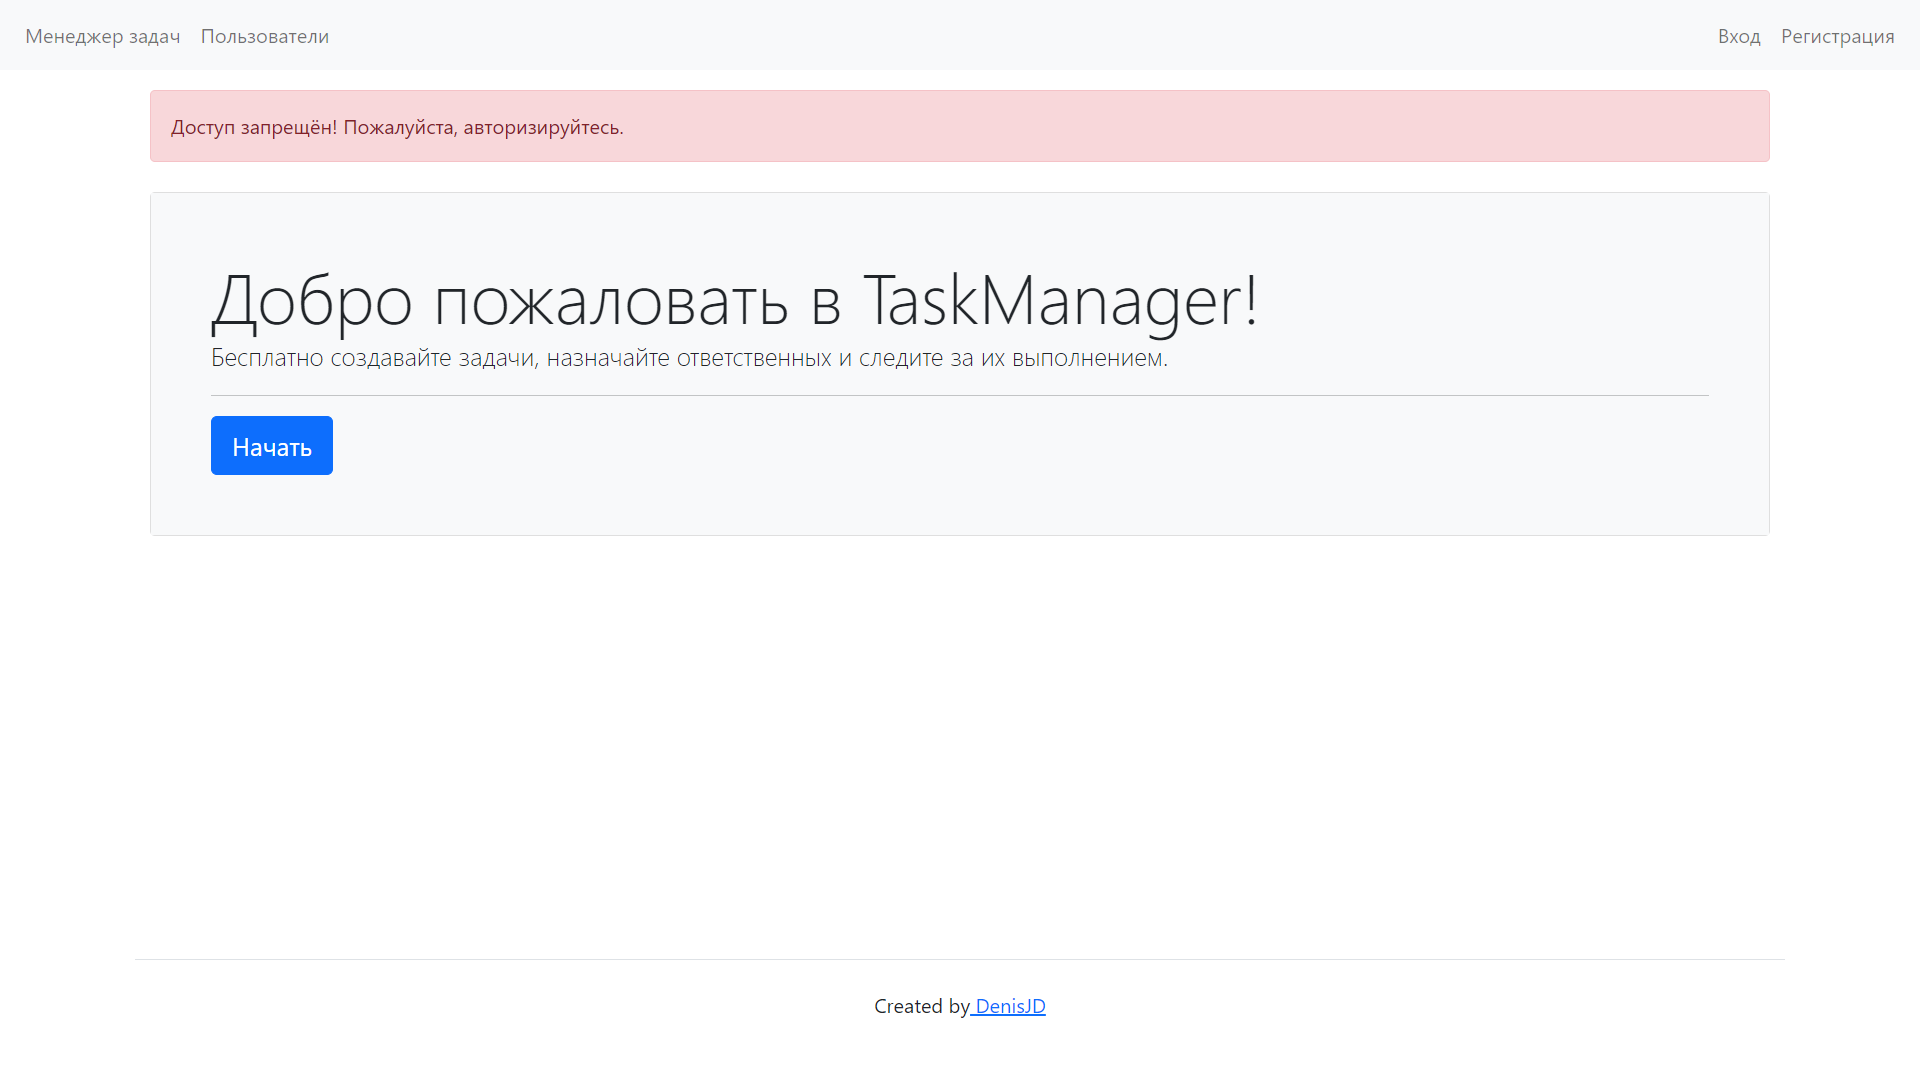 Менеджер задач Пользователи Вход Регистрация
Доступ запрещён! Пожалуйста, авторизируйтесь.
Добро пожаловать в TaskManager!
Бесплатно создавайте задачи, назначайте ответственных и следите за их выполнением.
Начать
Created by DenisJD